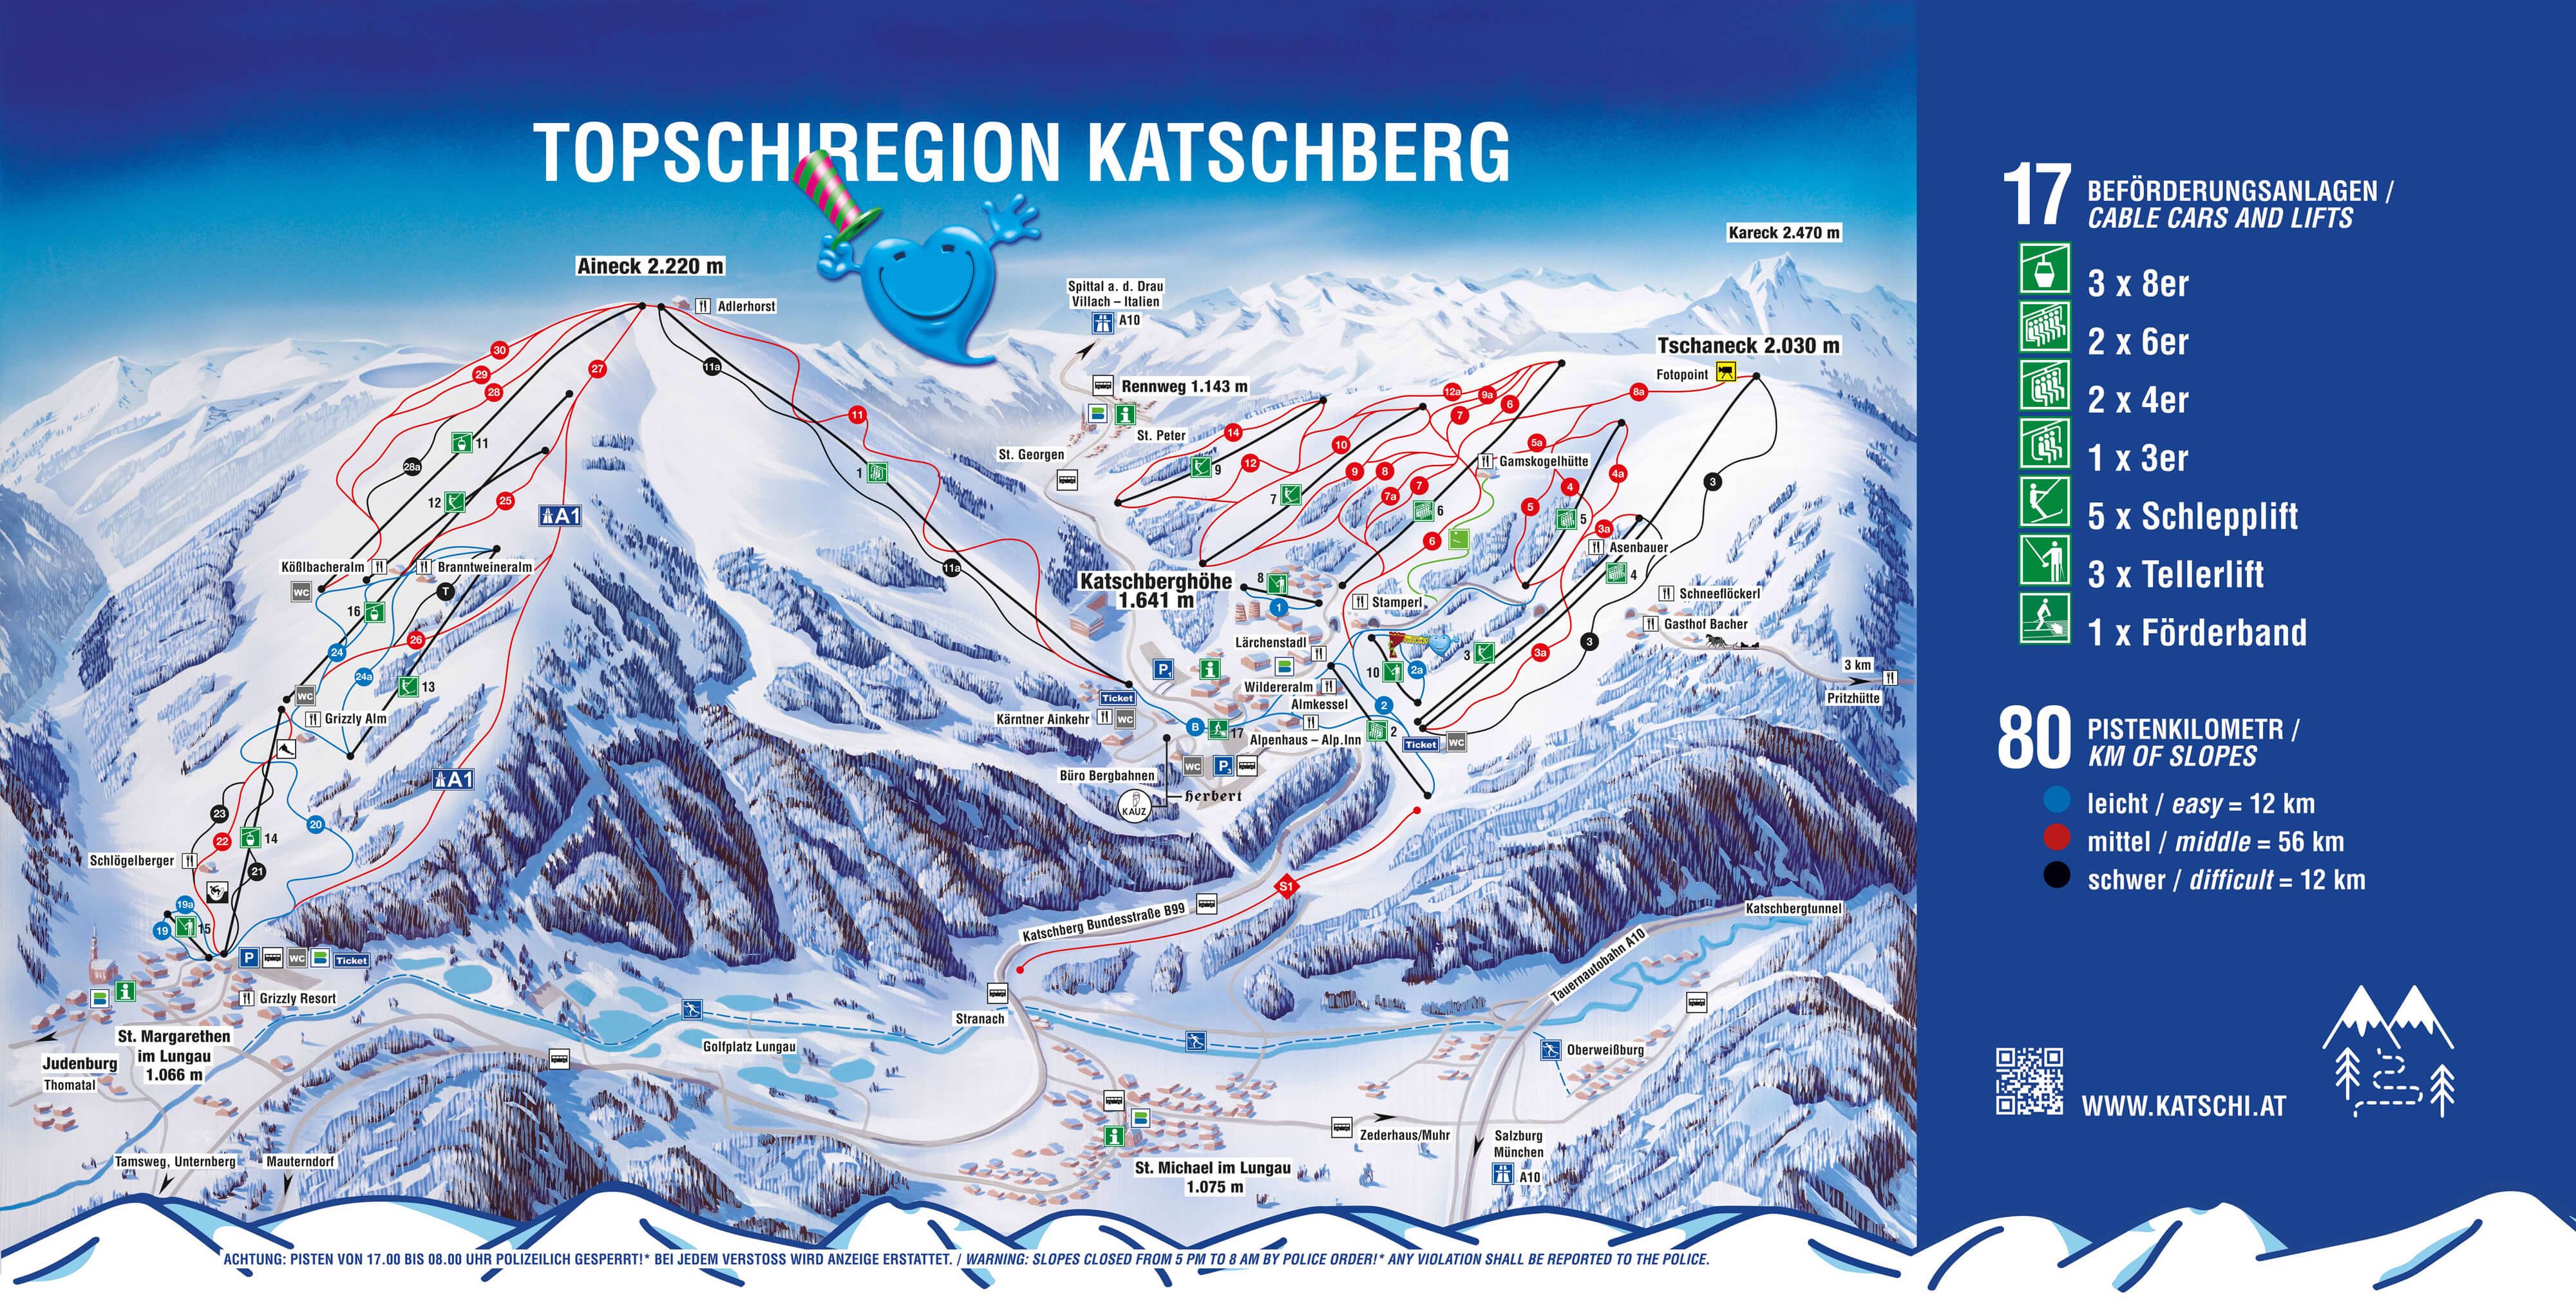 TOPSCHIREGION KATSCHBERG
Kareck 2.470 m
Aineck 2.220 m
Adlerhorst
Spittal a. d. Drau
Villach – Italien
A10
Rennweg 1.143 m
St. Peter
St. Georgen
Tschaneck 2.030 m
Fotopoint
30
29
28
27
11a
11
28a
11
12
25
A1
1
11a
14
12
9
10
7
12a
9a
7
6
8a
9
8
7
7a
6
6
5a
Gamskogelhütte
4a
4
5
5
3
3a
Asenbauer
4
Kößlbacheralm
Branntweineralm
WC
T
16
24
26
24a
13
WC
Grizzly Alm
A1
Katschberghöhe
1.641 m
8
1
Stamperl
Schneeflöckerl
Gasthof Bacher
Lärchenstadl
3
3a
3
10
2a
2
Wildereralm
Almkessel
3 km
Pritzhütte
P
Ticket
Kärntner Ainkehr
WC
B
17
Alpenhaus – Alp.Inn
2
Ticket
WC
Büro Bergbahnen
WC
P
Herbert
KAUZ
23
22
20
14
21
Schlögelberger
19a
19
15
P
WC
B
Ticket
Grizzly Resort
S1
Katschberg Bundesstraße B99
Katschbergtunnel
Tauernautobahn A10
Stranach
Golfplatz Lungau
Oberweißburg
St. Margarethen
im Lungau
1.066 m
Judenburg
Thomatal
Tamsweg, Unternberg
Mauterndorf
Zederhaus/Muhr
Salzburg
München
A10
St. Michael im Lungau
1.075 m
ACHTUNG: PISTEN VON 17.00 BIS 08.00 UHR POLIZEILICH GESPERRT!* BEI JEDEM VERSTOSS WIRD ANZEIGE ERSTATTET. / WARNING: SLOPES CLOSED FROM 5 PM TO 8 AM BY POLICE ORDER!* ANY VIOLATION SHALL BE REPORTED TO THE POLICE.
17 BEFÖRDERUNGSANLAGEN /
CABLE CARS AND LIFTS
3 x 8er
2 x 6er
2 x 4er
1 x 3er
5 x Schlepplift
3 x Tellerlift
1 x Förderband
80 PISTENKILOMETR /
KM OF SLOPES
leicht / easy = 12 km
mittel / middle = 56 km
schwer / difficult = 12 km
WWW.KATSCHI.AT